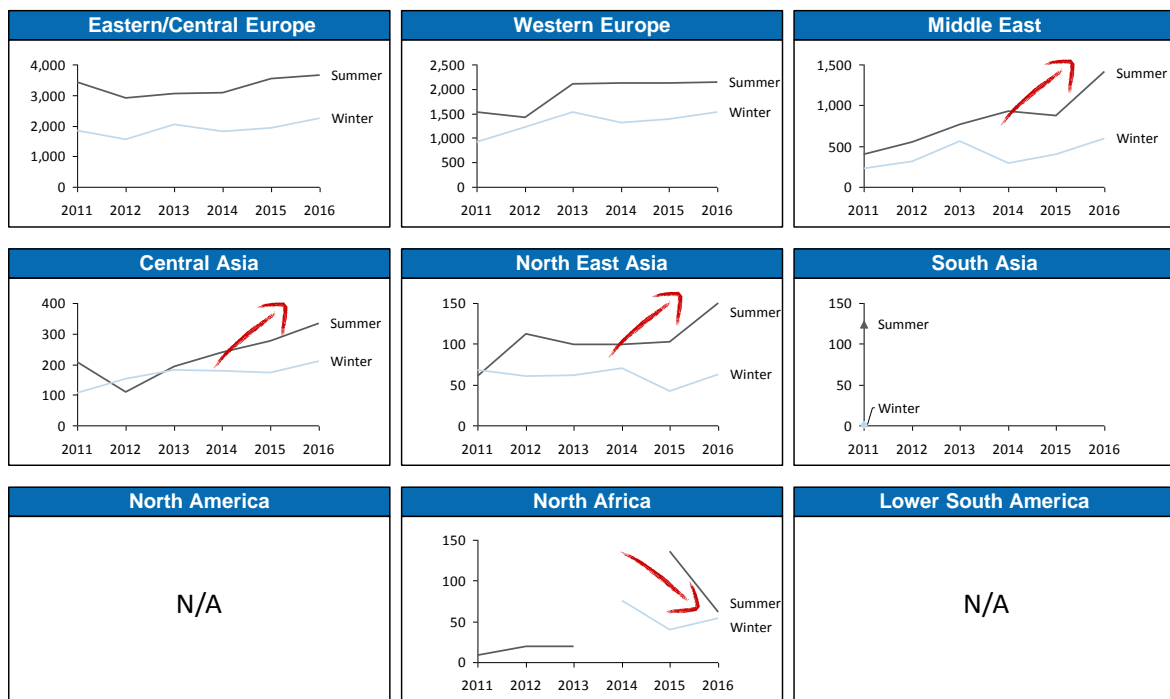 Eastern/Central Europe
4,000
3,000
2,000
1,000
0
Summer
Winter
2011 2012 2013 2014 2015 2016
Western Europe
2,500
2,000
1,500
1,000
500
0
Summer
Winter
2011 2012 2013 2014 2015 2016
Middle East
1,500
1,000
500
0
Summer
Winter
2011 2012 2013 2014 2015 2016
Central Asia
400
300
200
100
0
Summer
Winter
2011 2012 2013 2014 2015 2016
North East Asia
150
100
50
0
Summer
Winter
2011 2012 2013 2014 2015 2016
South Asia
150
100
50
0
Summer
Winter
2011 2012 2013 2014 2015 2016
North America
N/A
North Africa
150
100
50
0
Summer
Winter
2011 2012 2013 2014 2015 2016
Lower South America
N/A